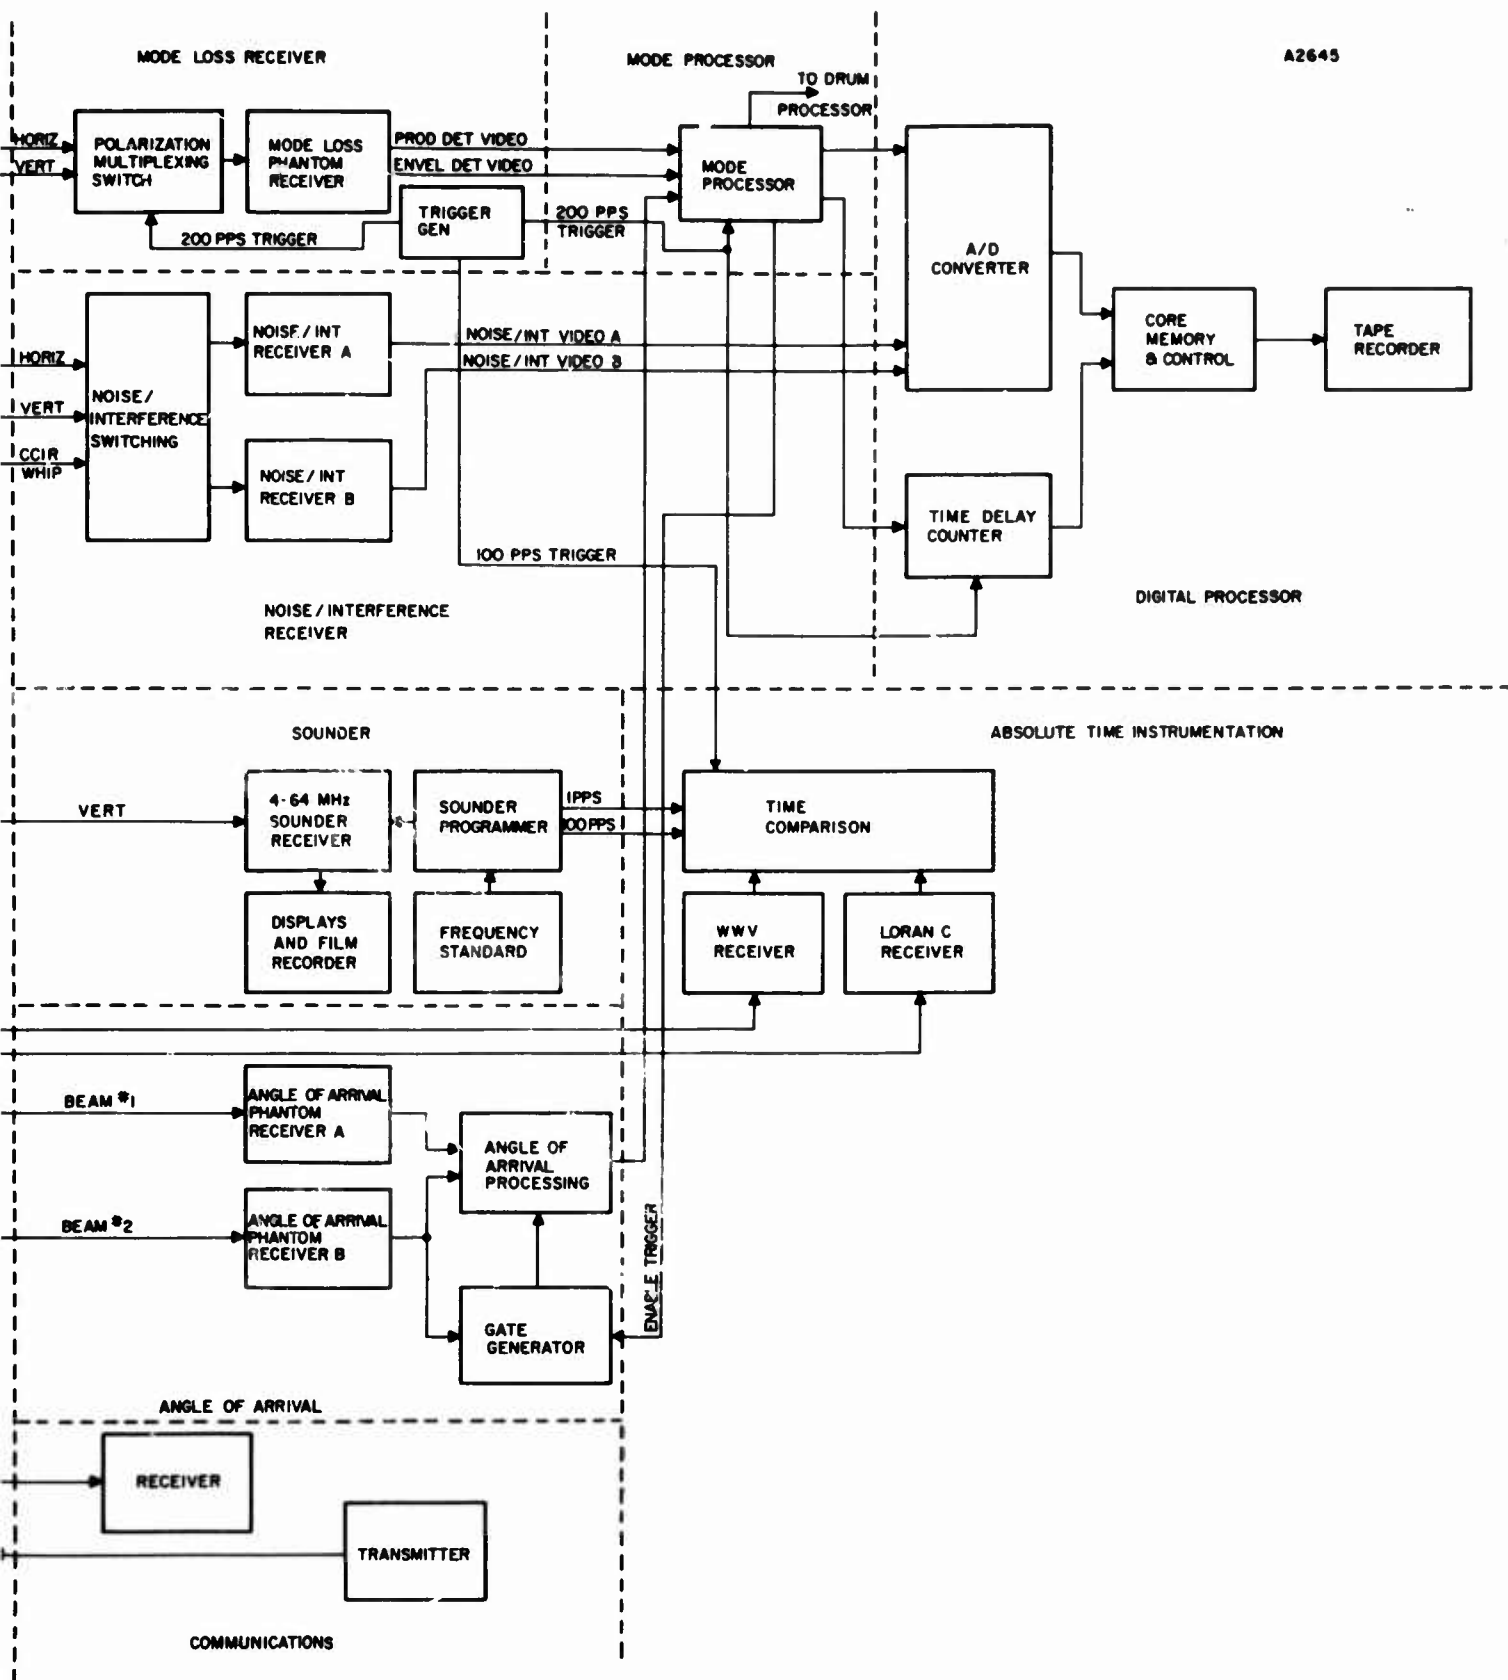 MODE LOSS RECEIVER
MODE PROCESSOR
A2645
TO DRUM
PROCESSOR
HORIZ
VERT
POLARIZATION
MULTIPLEXING
SWITCH
MODE LOSS
PHANTOM
RECEIVER
PROD DET VIDEO
ENVEL DET VIDEO
MODE
PROCESSOR
TRIGGER
GEN
200 PPS
TRIGGER
200 PPS TRIGGER
A/D
CONVERTER
CORE
MEMORY
& CONTROL
TAPE
RECORDER
NOISE/INT
RECEIVER A
NOISE/INT VIDEO A
NOISE/INT VIDEO B
HORIZ
VERT
CCIR
WHIP
NOISE/
INTERFERENCE
SWITCHING
NOISE/INT
RECEIVER B
TIME DELAY
COUNTER
100 PPS TRIGGER
NOISE/INTERFERENCE
RECEIVER
DIGITAL PROCESSOR
SOUNDER
ABSOLUTE TIME INSTRUMENTATION
VERT
4-64 MHz
SOUNDER
RECEIVER
SOUNDER
PROGRAMMER
1PPS
100PPS
TIME
COMPARISON
DISPLAYS
AND FILM
RECORDER
FREQUENCY
STANDARD
WWV
RECEIVER
LORAN C
RECEIVER
BEAM #1
ANGLE OF ARRIVAL
PHANTOM
RECEIVER A
ANGLE OF
ARRIVAL
PROCESSING
BEAM #2
ANGLE OF ARRIVAL
PHANTOM
RECEIVER B
ENABLE TRIGGER
GATE
GENERATOR
ANGLE OF ARRIVAL
RECEIVER
TRANSMITTER
COMMUNICATIONS